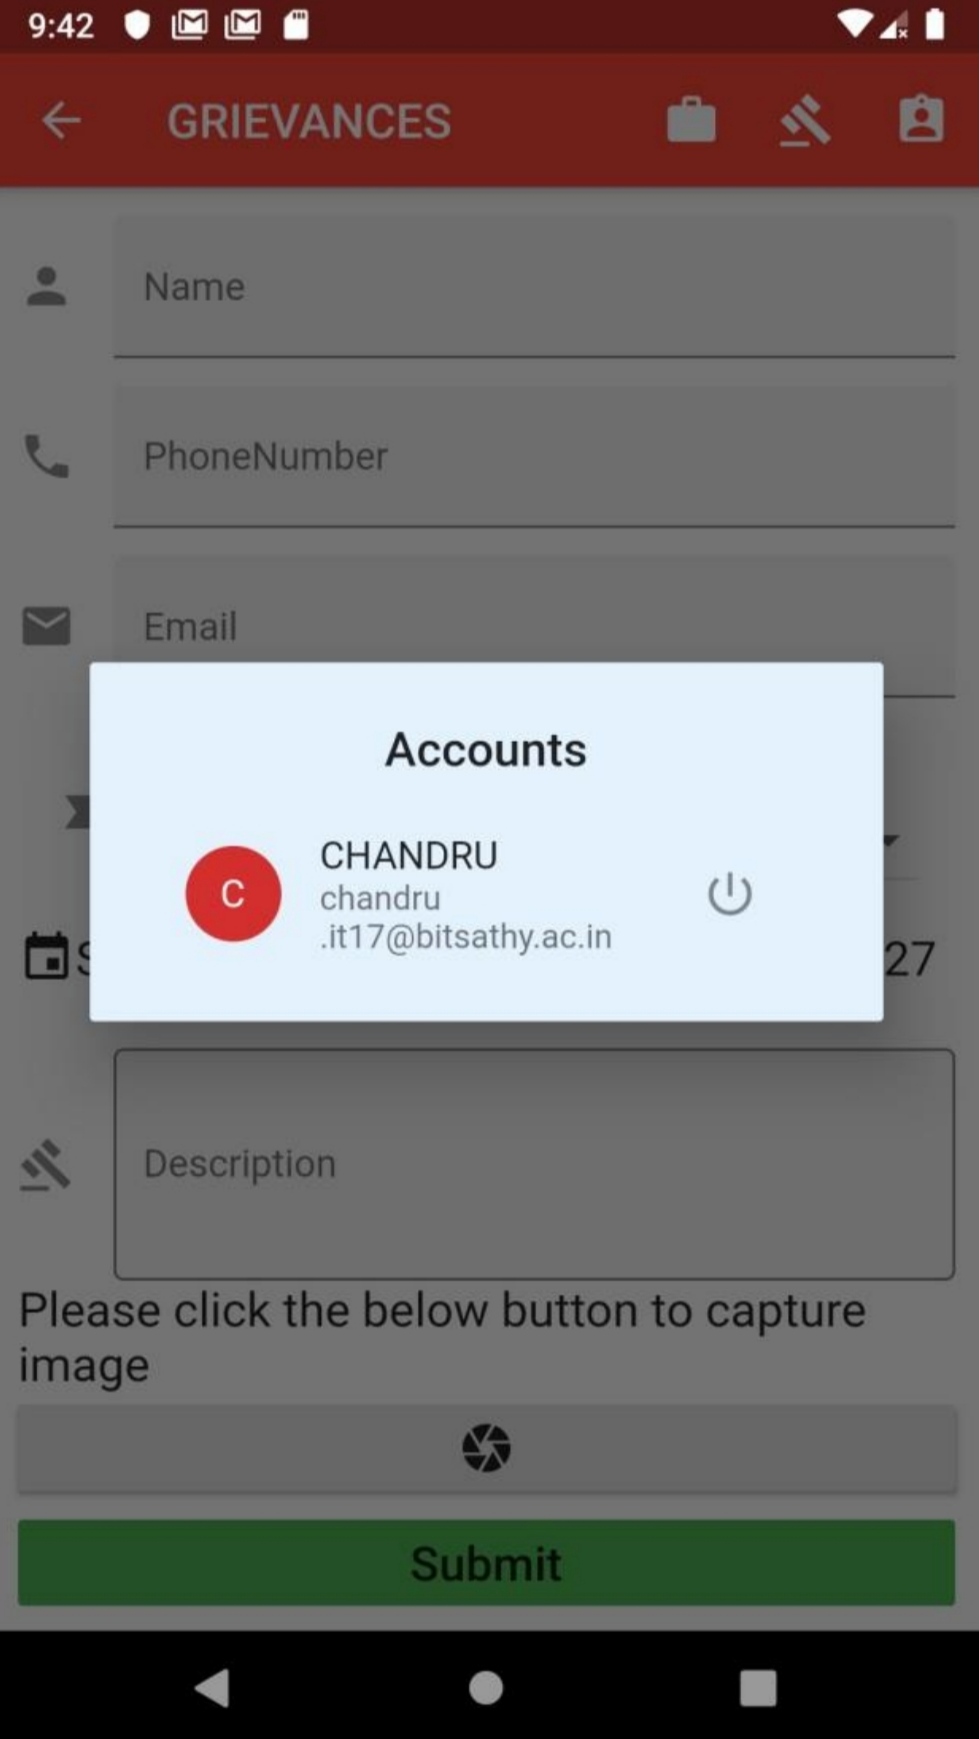 9:42
GRIEVANCES
Name
PhoneNumber
Email
Accounts
C
CHANDRU
chandru
.it17@bitsathy.ac.in
27
Description
Please click the below button to capture
image
Submit